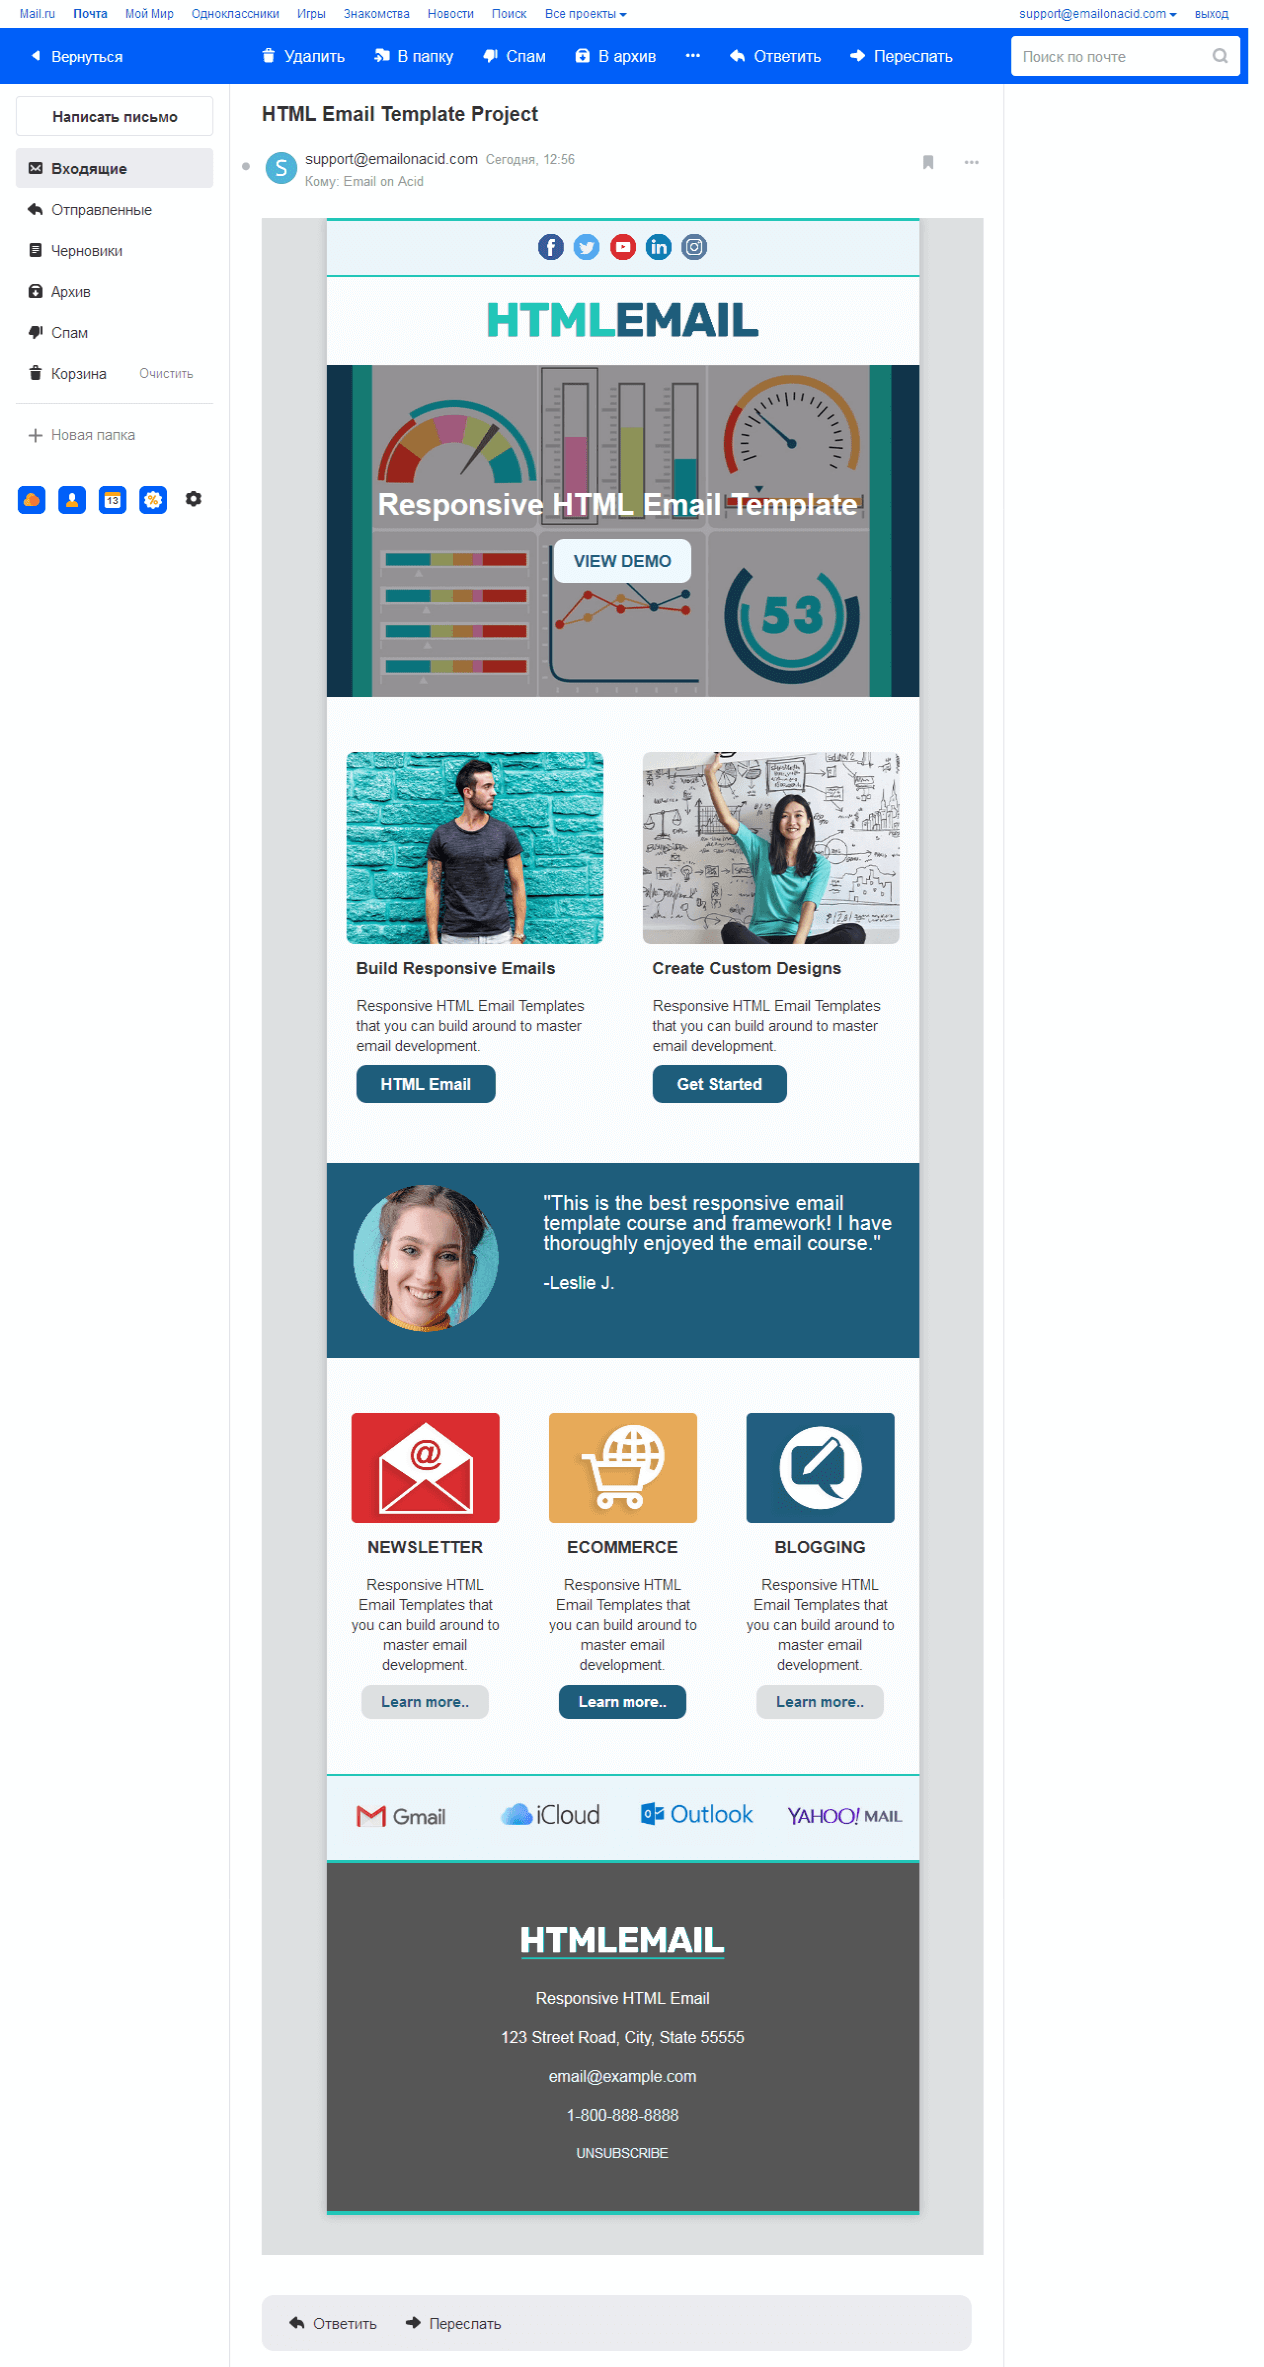 Mail.ru Почта Мой Мир Одноклассники Игры Знакомства Новости Поиск Все проекты support@emailonacid.com выход
Вернуться Удалить В папку Спам В архив ••• Ответить Переслать Поиск по почте
Написать письмо
Входящие
Отправленные
Черновики
Архив
Спам
Корзина Очистить
Новая папка
13 %
HTML Email Template Project
S support@emailonacid.com Сегодня, 12:56
Кому: Email on Acid
HTMLEMAIL
Responsive HTML Email Template
VIEW DEMO
53
Build Responsive Emails
Responsive HTML Email Templates
that you can build around to master
email development.
HTML Email
Create Custom Designs
Responsive HTML Email Templates
that you can build around to master
email development.
Get Started
"This is the best responsive email
template course and framework! I have
thoroughly enjoyed the email course."
-Leslie J.
@
NEWSLETTER
Responsive HTML
Email Templates that
you can build around to
master email
development.
Learn more..
ECOMMERCE
Responsive HTML
Email Templates that
you can build around to
master email
development.
Learn more..
BLOGGING
Responsive HTML
Email Templates that
you can build around to
master email
development.
Learn more..
Gmail iCloud Outlook YAHOO! MAIL
HTMLEMAIL
Responsive HTML Email
123 Street Road, City, State 55555
email@example.com
1-800-888-8888
UNSUBSCRIBE
Ответить Переслать